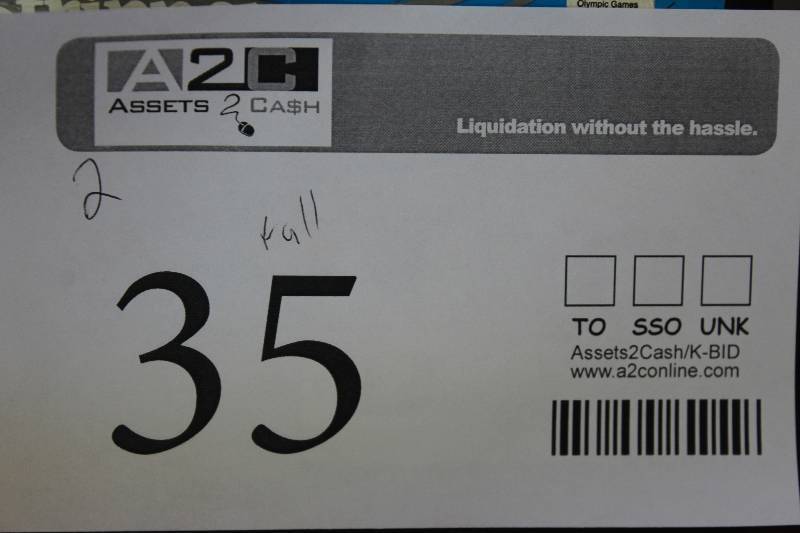 Olympic Games
A2C
ASSETS 2 CA$H
Liquidation without the hassle.
2
tall
35
TO SSO UNK
Assets2Cash/K-BID
www.a2conline.com